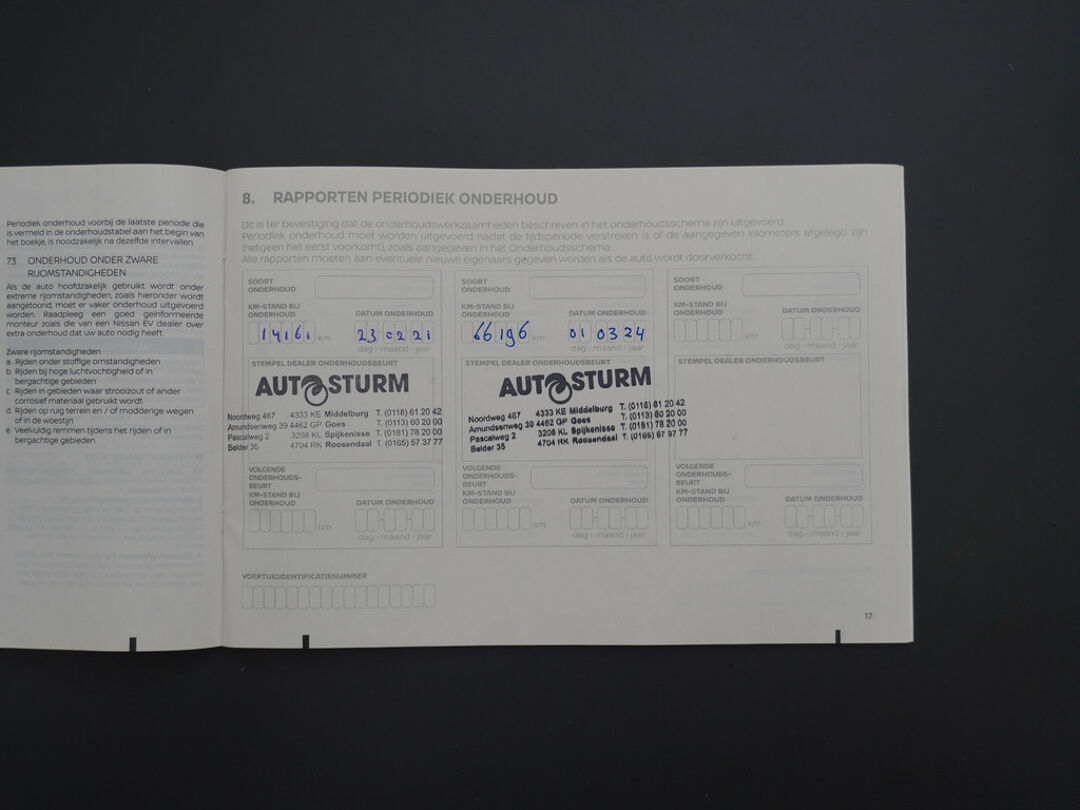 Periodiek onderhoud voorbij de laatste periode die
is vermeld in de onderhoudstabel aan het begin van
het boekje, is noodzakelijk na dezelfde intervallen.
7.3 ONDERHOUD ONDER ZWARE
RIJOMSTANDIGHEDEN
Als de auto hoofdzakelijk gebruikt wordt onder
extreme rijomstandigheden, zoals hieronder wordt
aangetoond, moet er vaker onderhoud uitgevoerd
worden. Raadpleeg een goed geïnformeerde
monteur zoals die van een Nissan EV dealer over
extra onderhoud dat uw auto nodig heeft.
Zware rijomstandigheden
a. Rijden onder stoffige omstandigheden
b. Rijden bij hoge luchtvochtigheid of in
bergachtige gebieden
c. Rijden in gebieden waar strooizout of ander
corrosief materiaal gebruikt wordt
d. Rijden op ruig terrein en / of modderige wegen
of in de woestijn
e. Veelvuldig remmen tijdens het rijden of in
bergachtige gebieden
8. RAPPORTEN PERIODIEK ONDERHOUD
Dit is ter bevestiging dat de onderhoudswerkzaamheden beschreven in het onderhoudsschema zijn uitgevoerd.
Periodiek onderhoud moet worden uitgevoerd nadat de tijdsperiode verstreken is of de aangegeven kilometers afgelegd zijn
(hetgeen het eerst voorkomt), zoals aangegeven in het Onderhoudsschema.
Alle rapporten moeten aan eventuele nieuwe eigenaars gegeven worden als de auto wordt doorverkocht.
SOORT
ONDERHOUD
KM-STAND BIJ
ONDERHOUD
DATUM ONDERHOUD
14161 km
23 02 21
dag - maand - jaar
STEMPEL DEALER ONDERHOUDSBEURT
AUTOSTURM
Noordweg 467 4333 KE Middelburg T. (0118) 61 20 42
Amundsenweg 39 4462 GP Goes T. (0113) 60 20 00
Pascalweg 2 3208 KL Spijkenisse T. (0181) 78 20 00
Belder 35 4704 RK Roosendaal T. (0165) 57 37 77
VOLGENDE
ONDERHOUDS-
BEURT
KM-STAND BIJ
ONDERHOUD
DATUM ONDERHOUD
km
dag - maand - jaar
SOORT
ONDERHOUD
KM-STAND BIJ
ONDERHOUD
DATUM ONDERHOUD
66196 km
01 03 24
dag - maand - jaar
STEMPEL DEALER ONDERHOUDSBEURT
AUTOSTURM
Noordweg 467 4333 KE Middelburg T. (0118) 61 20 42
Amundsenweg 39 4462 GP Goes T. (0113) 60 20 00
Pascalweg 2 3208 KL Spijkenisse T. (0181) 78 20 00
Belder 35 4704 RK Roosendaal T. (0165) 57 37 77
VOLGENDE
ONDERHOUDS-
BEURT
KM-STAND BIJ
ONDERHOUD
DATUM ONDERHOUD
km
dag - maand - jaar
SOORT
ONDERHOUD
KM-STAND BIJ
ONDERHOUD
DATUM ONDERHOUD
km
dag - maand - jaar
STEMPEL DEALER ONDERHOUDSBEURT
VOLGENDE
ONDERHOUDS-
BEURT
KM-STAND BIJ
ONDERHOUD
DATUM ONDERHOUD
km
dag - maand - jaar
VOERTUIGIDENTIFICATIENUMMER
17